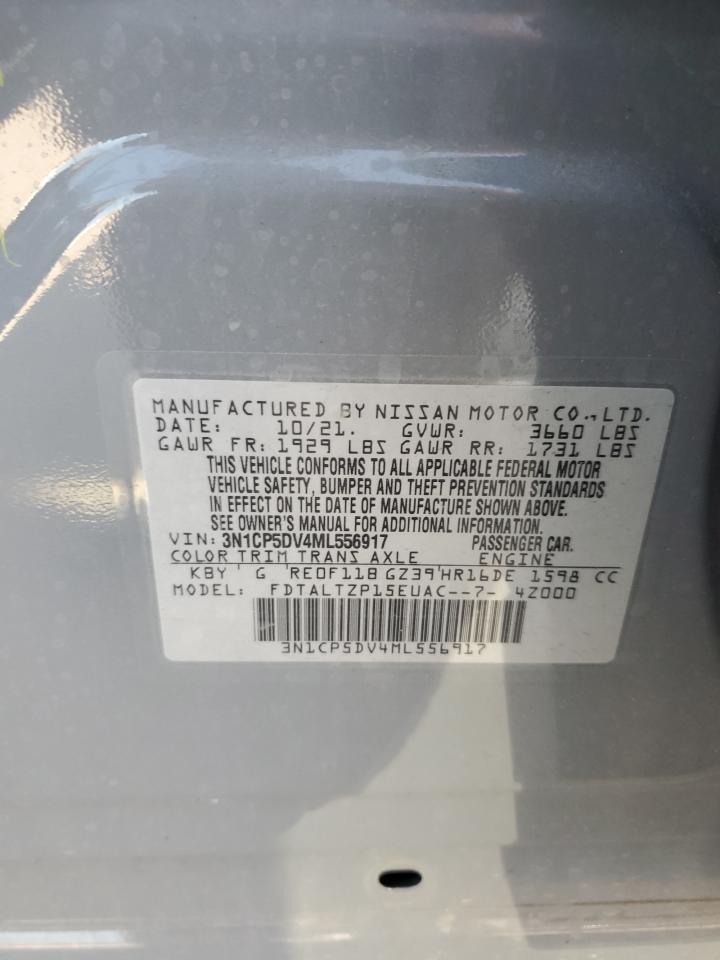 MANUFACTURED BY NISSAN MOTOR CO., LTD.
DATE: 10/21. GVWR: 3660 LBS
GAWR FR: 1929 LBS GAWR RR: 1731 LBS
THIS VEHICLE CONFORMS TO ALL APPLICABLE FEDERAL MOTOR
VEHICLE SAFETY, BUMPER AND THEFT PREVENTION STANDARDS
IN EFFECT ON THE DATE OF MANUFACTURE SHOWN ABOVE.
SEE OWNER'S MANUAL FOR ADDITIONAL INFORMATION.
VIN: 3N1CP5DV4ML556917 PASSENGER CAR.
COLOR TRIM TRANS AXLE ENGINE
KBY G RE0F11B GZ39 HR16DE 1598 CC
MODEL: FDTALTZP15EUAC--7- 4Z000
3N1CP5DV4ML556917